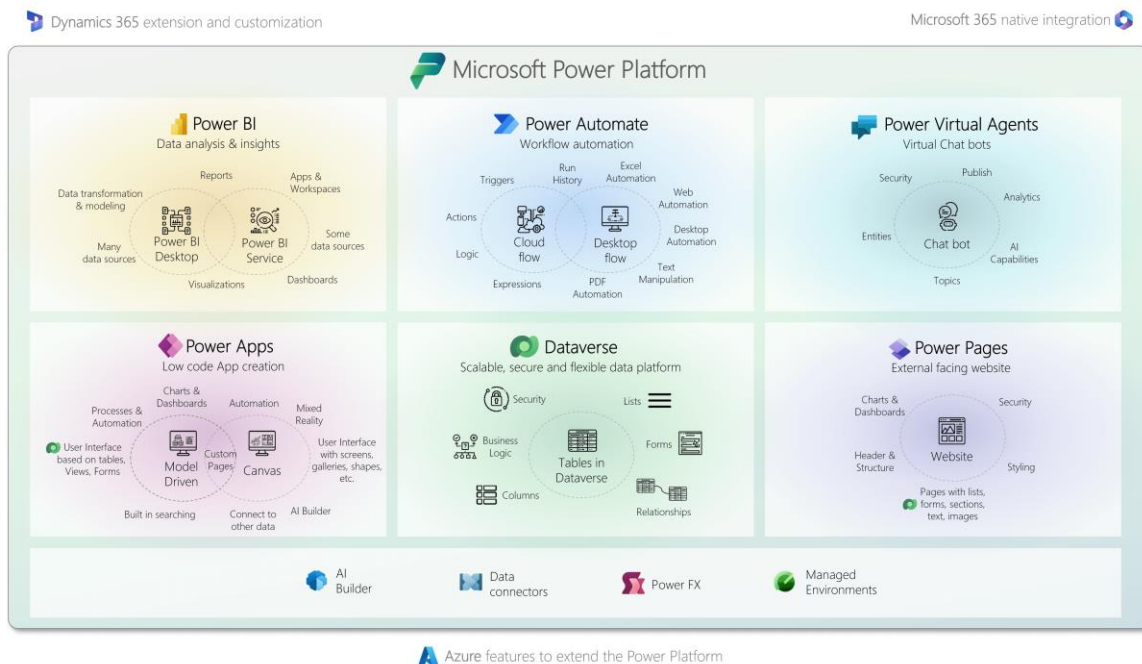 Dynamics 365 extension and customization
Microsoft 365 native integration
Microsoft Power Platform
Power BI
Data analysis & insights
Reports
Apps &
Workspaces
Data transformation
& modeling
Power BI
Desktop
Power BI
Service
Many
data sources
Some
data sources
Visualizations
Dashboards
Power Automate
Workflow automation
Triggers
Run
History
Excel
Automation
Web
Automation
Actions
Cloud
flow
Desktop
flow
Desktop
Automation
Logic
Text
Manipulation
Expressions
PDF
Automation
Power Virtual Agents
Virtual Chat bots
Security
Publish
Analytics
Entities
Chat bot
AI
Capabilities
Topics
Power Apps
Low code App creation
Charts &
Dashboards
Automation
Processes &
Automation
Mixed
Reality
User Interface
based on tables,
Views, Forms
Model
Driven
Custom
Pages
Canvas
User Interface
with screens,
galleries, shapes,
etc.
Built in searching
Connect to
other data
AI Builder
Dataverse
Scalable, secure and flexible data platform
Security
Lists
Business
Logic
Tables in
Dataverse
Forms
Columns
Relationships
Power Pages
External facing website
Charts &
Dashboards
Security
Website
Header &
Structure
Styling
Pages with lists,
forms, sections,
text, images
AI
Builder
Data
connectors
Power FX
Managed
Environments
Azure features to extend the Power Platform